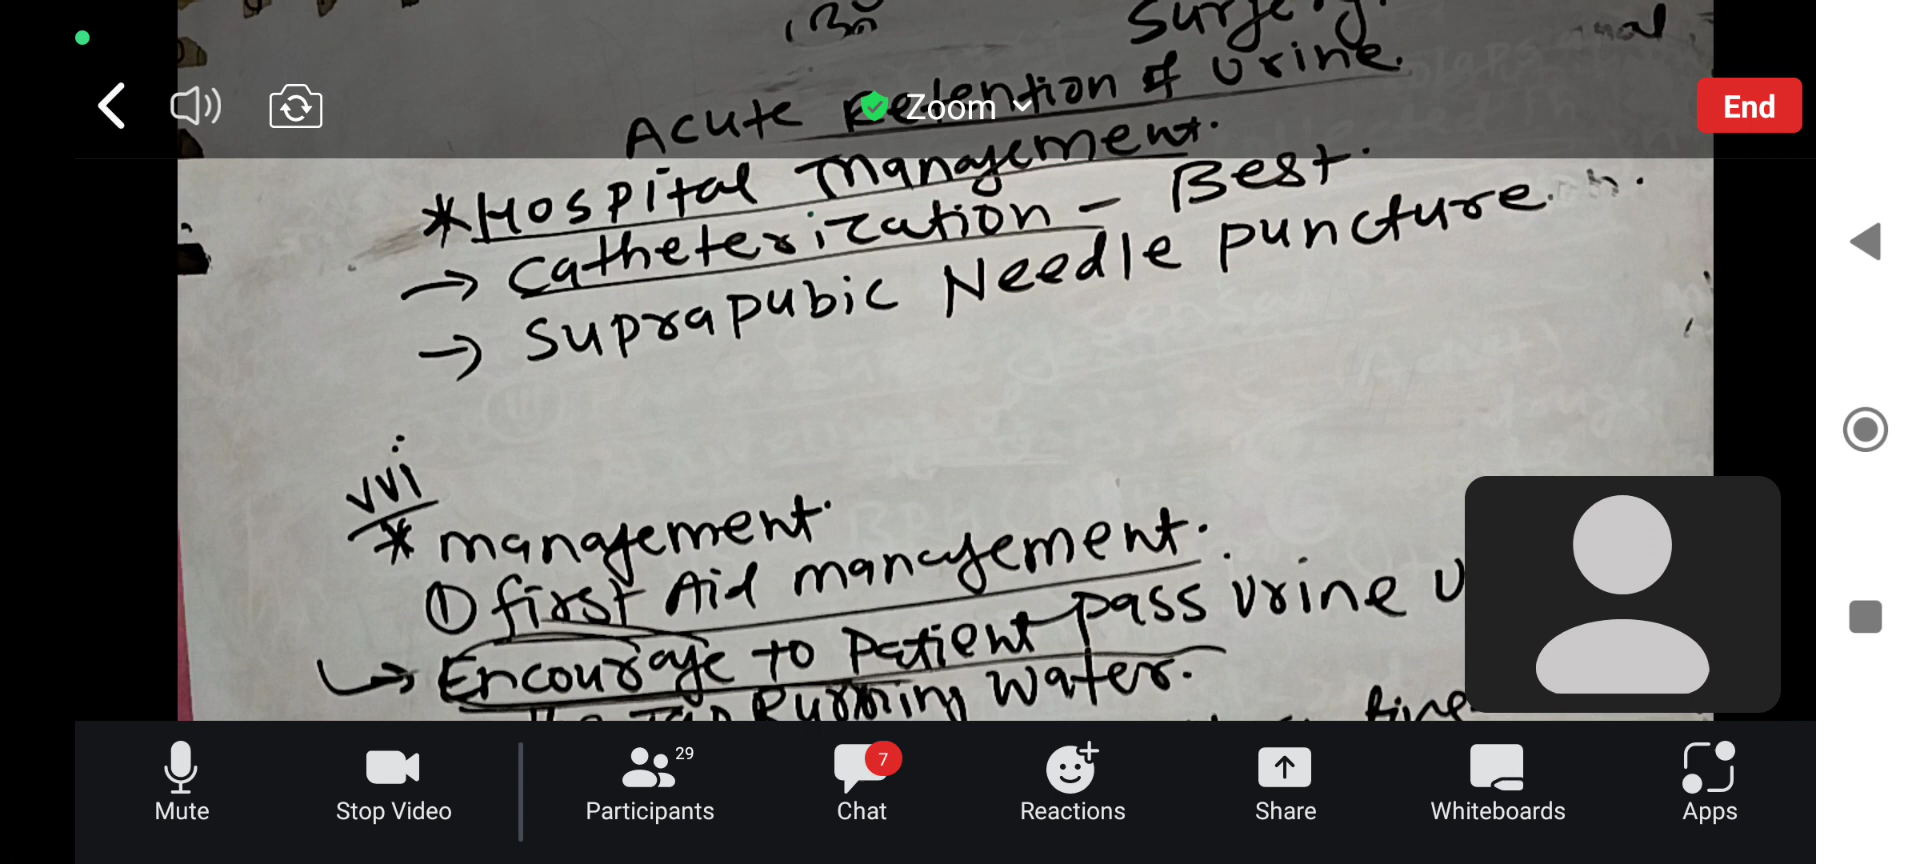 Surgery.
Acute Retention of Urine.
Zoom
End
* Hospital Management.
→ Catheterization - Best.
→ Suprapubic Needle puncture.
VVI
* management.
① first Aid management.
→ Encourage to Patient pass Urine U
Tap Running Water.
Mute
Stop Video
Participants
29
Chat
7
Reactions
Share
Whiteboards
Apps